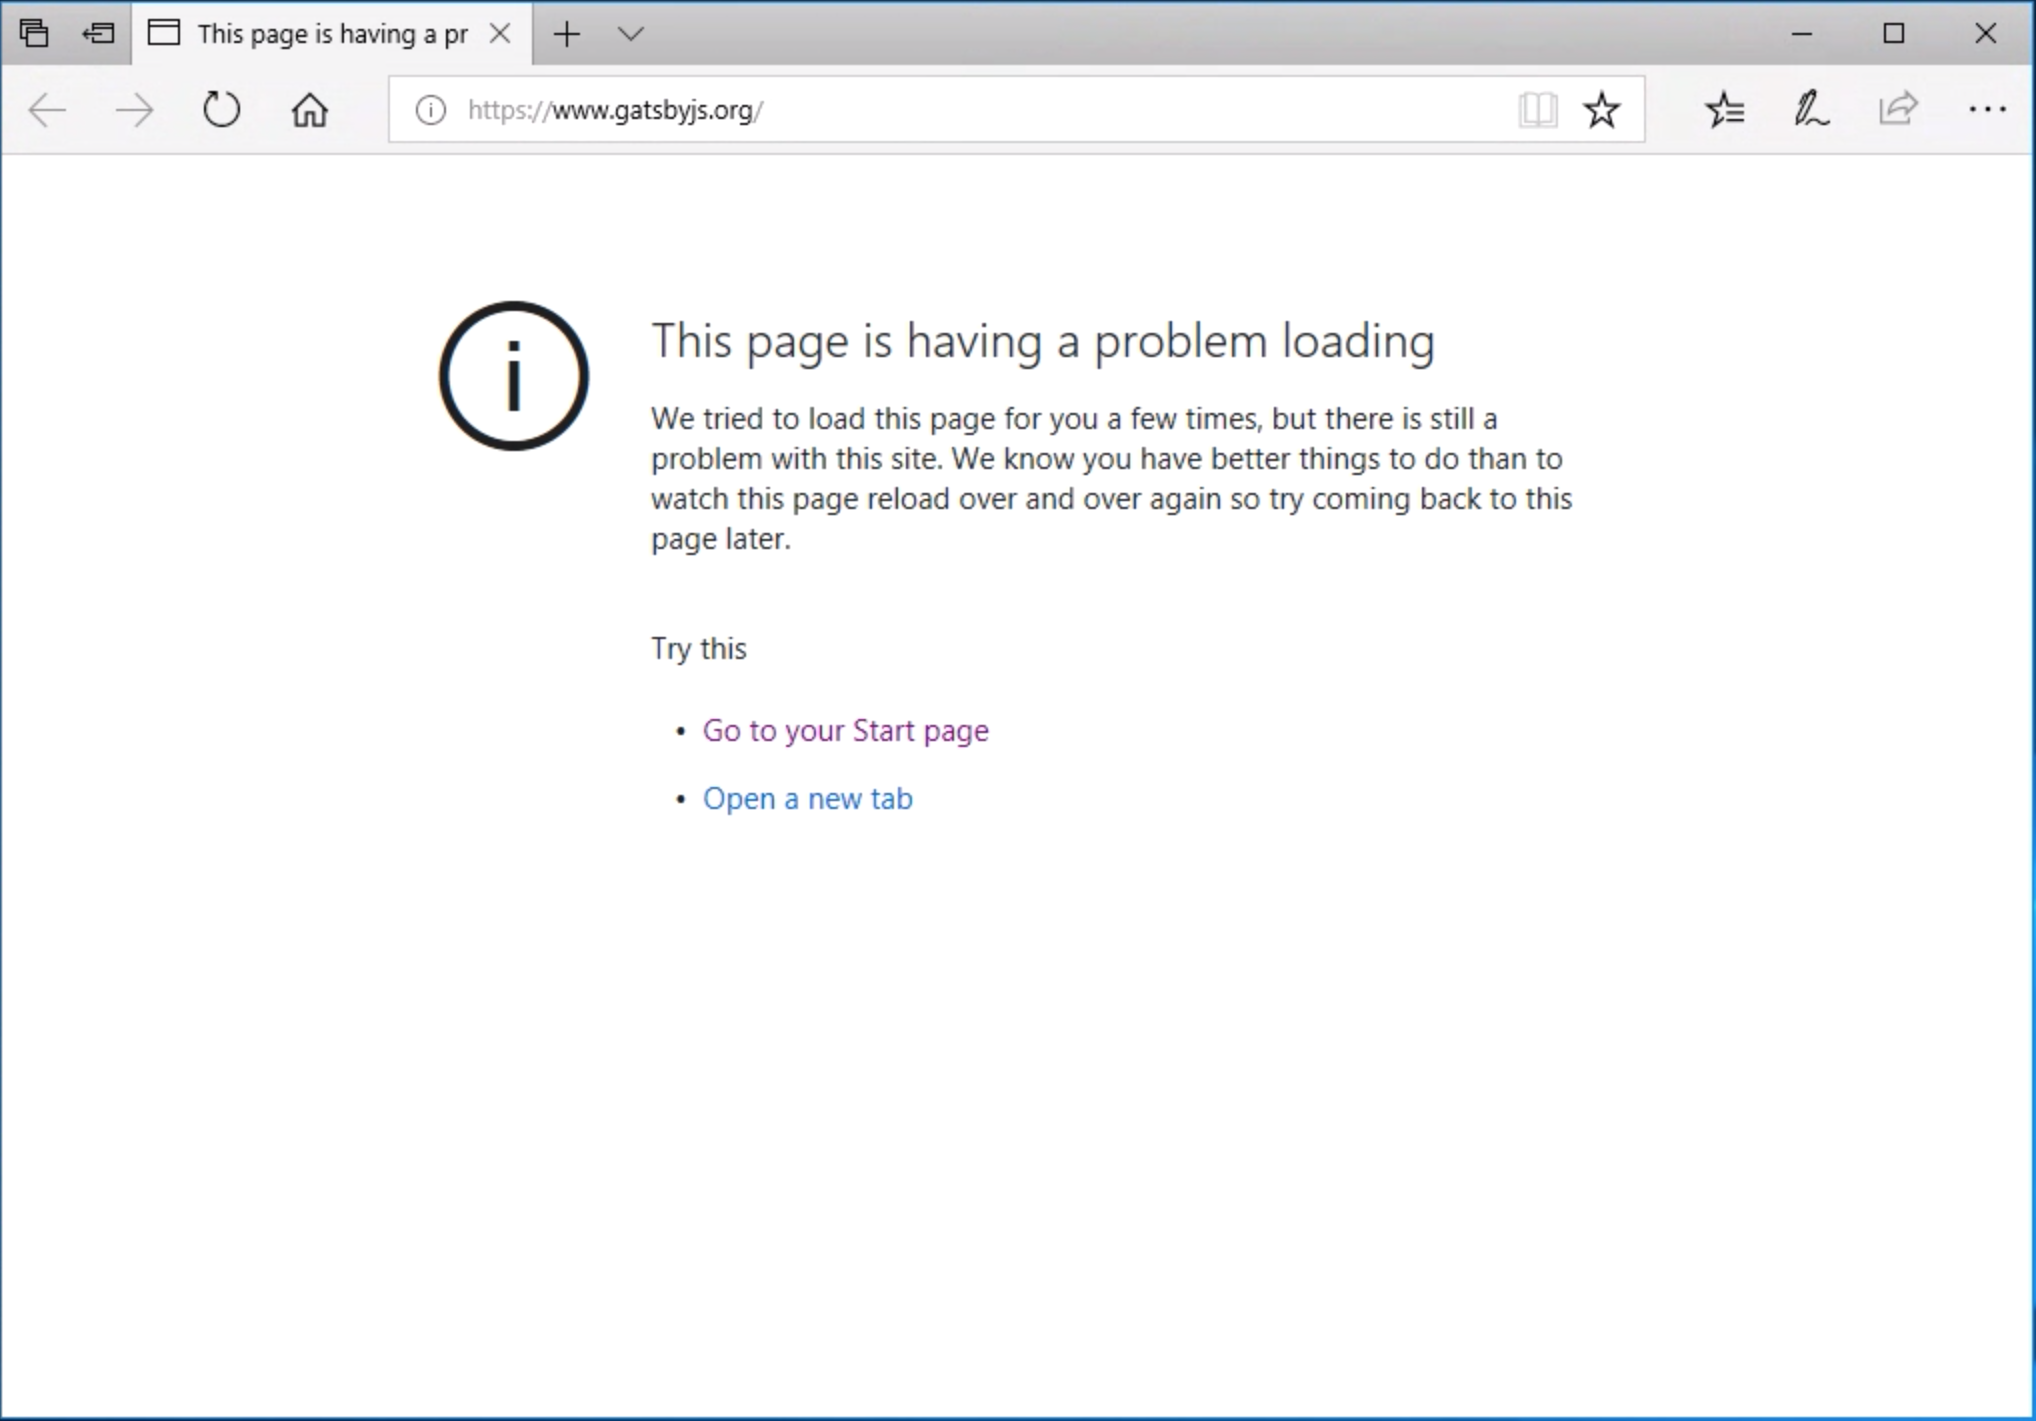 This page is having a pr
https://www.gatsbyjs.org/
This page is having a problem loading
We tried to load this page for you a few times, but there is still a
problem with this site. We know you have better things to do than to
watch this page reload over and over again so try coming back to this
page later.
Try this
• Go to your Start page
• Open a new tab